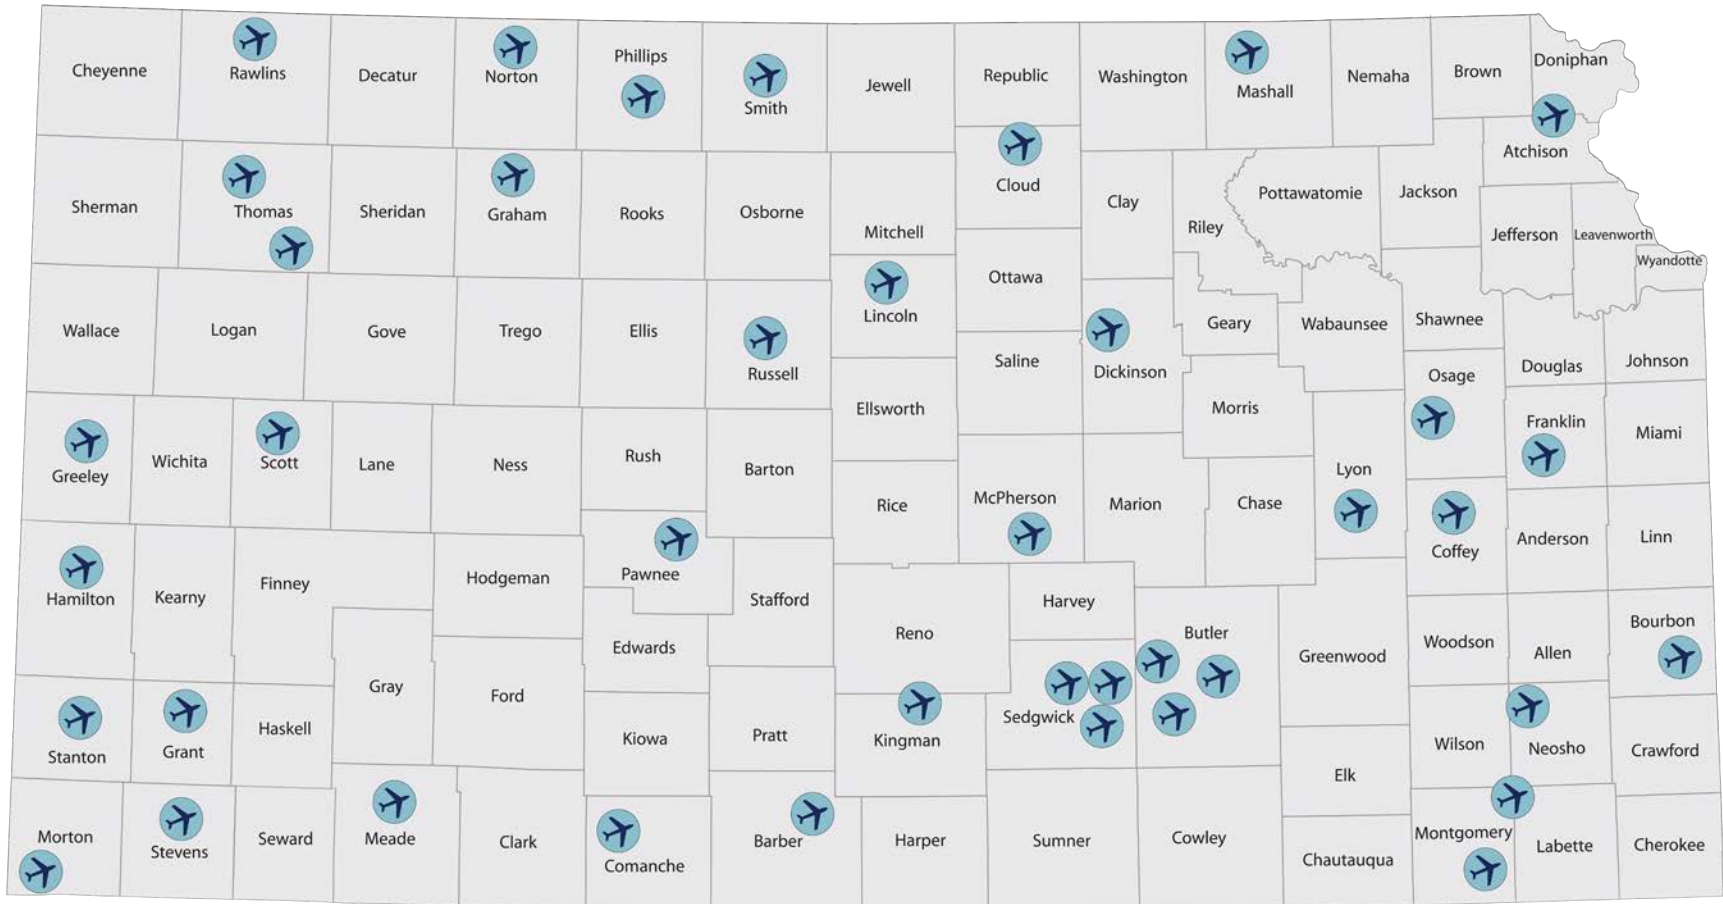 Cheyenne
Rawlins
Decatur
Norton
Phillips
Smith
Jewell
Republic
Washington
Mashall
Nemaha
Brown
Doniphan
Sherman
Thomas
Sheridan
Graham
Rooks
Osborne
Mitchell
Cloud
Clay
Riley
Pottawatomie
Jackson
Atchison
Jefferson
Leavenworth
Wyandotte
Wallace
Logan
Gove
Trego
Ellis
Russell
Lincoln
Ottawa
Saline
Dickinson
Geary
Wabaunsee
Shawnee
Douglas
Johnson
Greeley
Wichita
Scott
Lane
Ness
Rush
Barton
Ellsworth
Rice
McPherson
Marion
Morris
Chase
Lyon
Osage
Franklin
Miami
Hamilton
Kearny
Finney
Hodgeman
Pawnee
Stafford
Coffey
Anderson
Linn
Edwards
Reno
Harvey
Butler
Greenwood
Woodson
Allen
Bourbon
Stanton
Grant
Haskell
Gray
Ford
Kiowa
Pratt
Kingman
Sedgwick
Elk
Wilson
Neosho
Crawford
Morton
Stevens
Seward
Meade
Clark
Comanche
Barber
Harper
Sumner
Cowley
Chautauqua
Montgomery
Labette
Cherokee